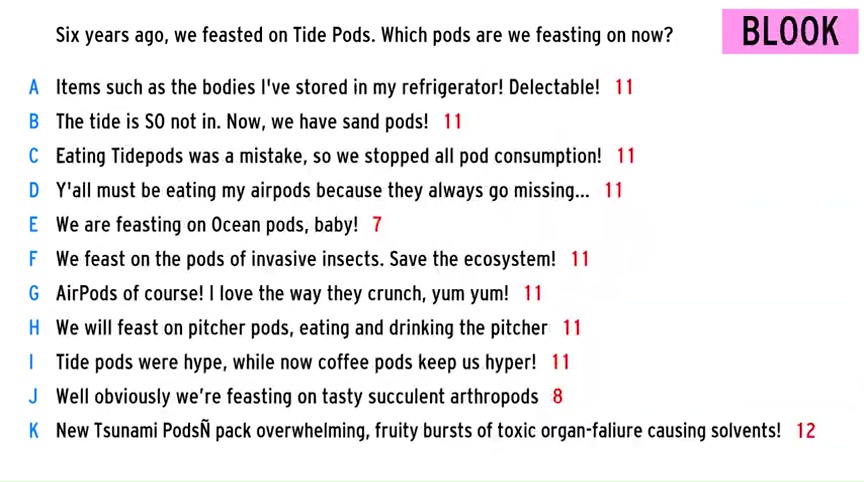 Six years ago, we feasted on Tide Pods. Which pods are we feasting on now?
BLOOK
A Items such as the bodies I've stored in my refrigerator! Delectable! 11
B The tide is SO not in. Now, we have sand pods! 11
C Eating Tidepods was a mistake, so we stopped all pod consumption! 11
D Y'all must be eating my airpods because they always go missing... 11
E We are feasting on Ocean pods, baby! 7
F We feast on the pods of invasive insects. Save the ecosystem! 11
G AirPods of course! I love the way they crunch, yum yum! 11
H We will feast on pitcher pods, eating and drinking the pitcher 11
I Tide pods were hype, while now coffee pods keep us hyper! 11
J Well obviously we’re feasting on tasty succulent arthropods 8
K New Tsunami PodsÑ pack overwhelming, fruity bursts of toxic organ-faliure causing solvents! 12